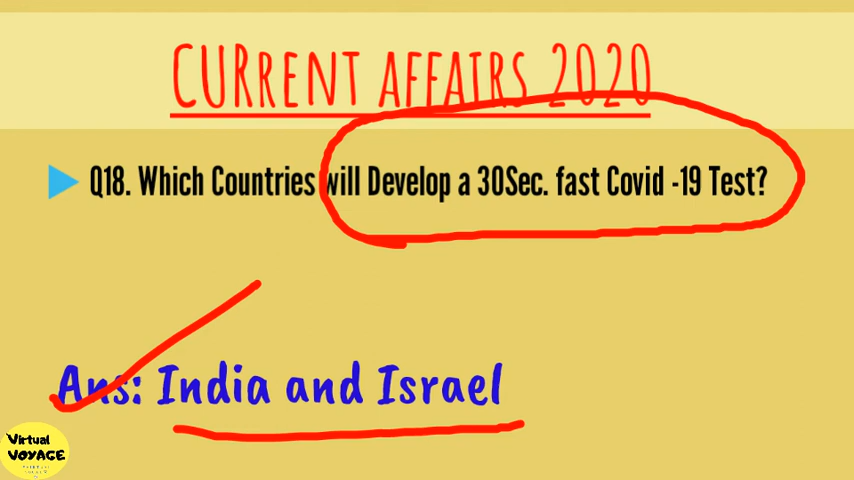 CURRENT AFFAIRS 2020
Q18. Which Countries will Develop a 30Sec. fast Covid -19 Test?
Ans: India and Israel
Virtual
VOYAGE